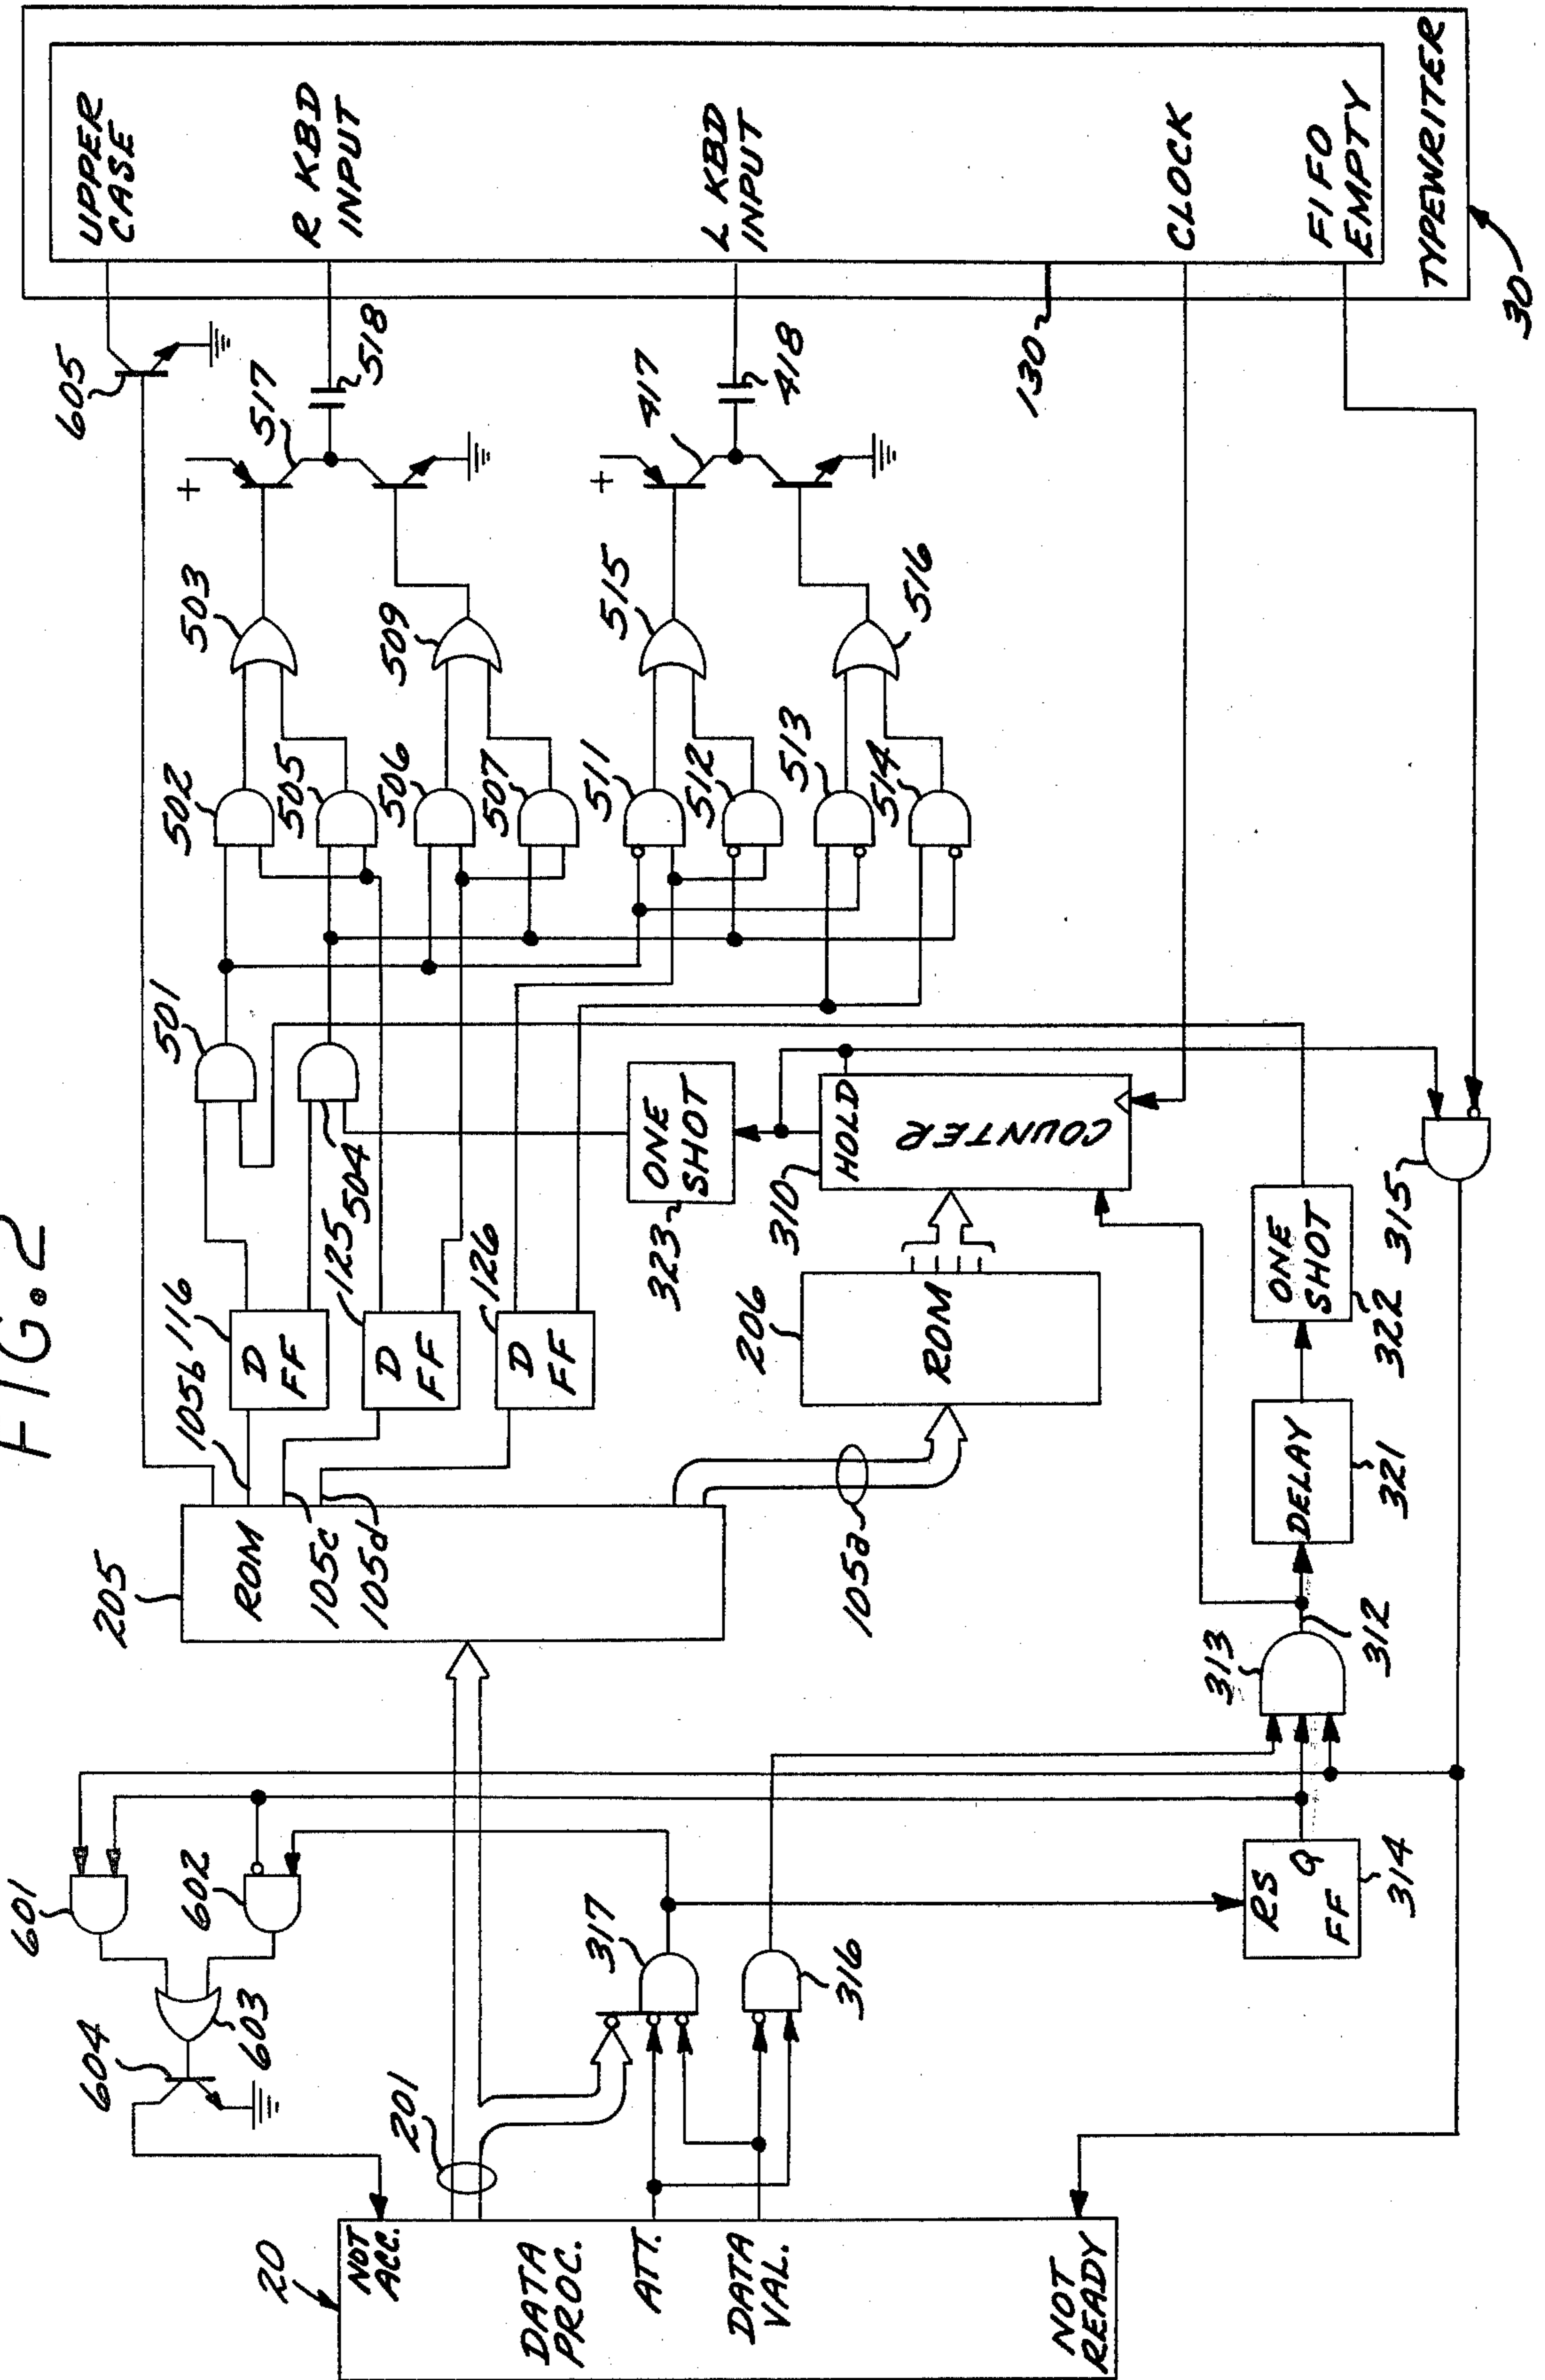 FIG.2
UPPER
CASE
R KBD
INPUT
L KBD
INPUT
CLOCK
FIFO
EMPTY
TYPEWRITER
30
130
605
517
518
+
417
418
+
503
509
515
516
502
505
506
507
511
512
513
514
501
504
ONE
SHOT
323
HOLD
COUNTER
310
315
116
D
FF
125
D
FF
126
D
FF
105b
105c
105d
205
ROM
206
ROM
105a
ONE
SHOT
322
DELAY
321
313
312
601
602
603
604
317
316
RS
Q
FF
314
201
20
NOT
ACC.
DATA
PROC.
ATT.
DATA
VAL.
NOT
READY